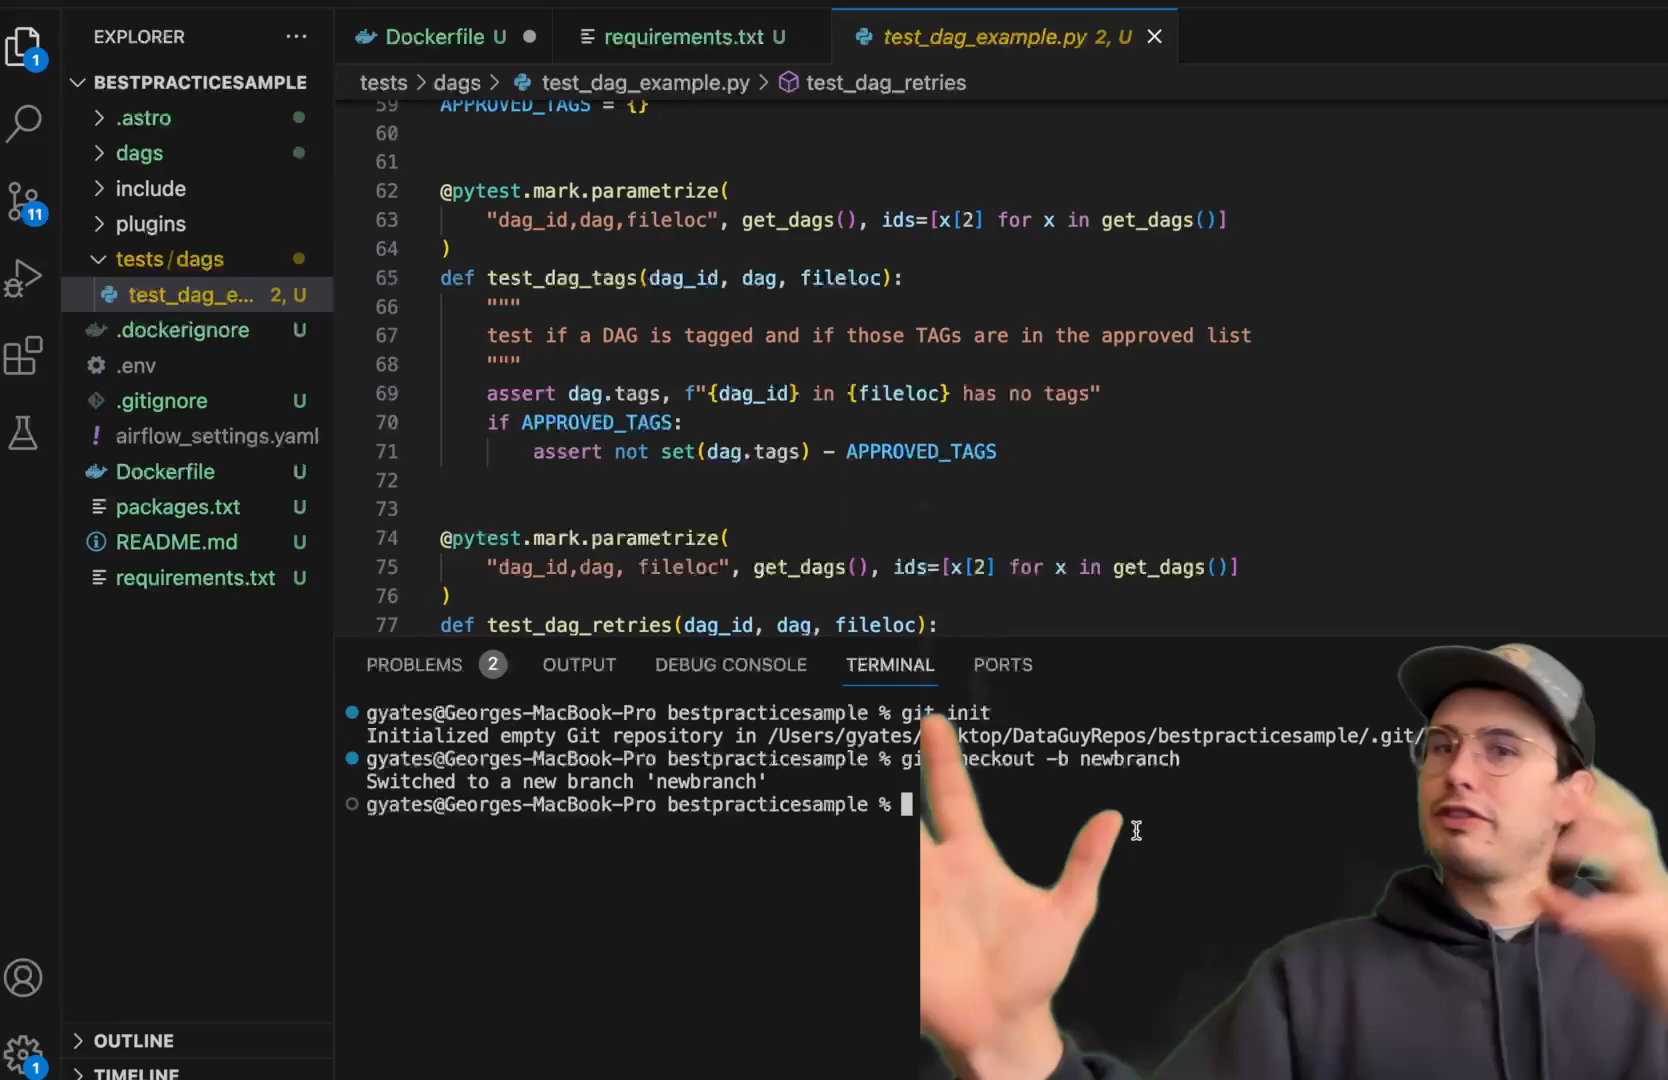 EXPLORER
BESTPRACTICESAMPLE
.astro
dags
include
plugins
tests/dags
test_dag_e... 2, U
.dockerignore U
.env
.gitignore U
! airflow_settings.yaml
Dockerfile U
packages.txt U
README.md U
requirements.txt U
OUTLINE
TIMELINE
1
11
1
Dockerfile U
requirements.txt U
test_dag_example.py 2, U
tests > dags > test_dag_example.py > test_dag_retries
59 APPROVED_TAGS = {}
60
61
62 @pytest.mark.parametrize(
63 "dag_id,dag,fileloc", get_dags(), ids=[x[2] for x in get_dags()]
64 )
65 def test_dag_tags(dag_id, dag, fileloc):
66 """
67 test if a DAG is tagged and if those TAGs are in the approved list
68 """
69 assert dag.tags, f"{dag_id} in {fileloc} has no tags"
70 if APPROVED_TAGS:
71 assert not set(dag.tags) - APPROVED_TAGS
72
73
74 @pytest.mark.parametrize(
75 "dag_id,dag, fileloc", get_dags(), ids=[x[2] for x in get_dags()]
76 )
77 def test_dag_retries(dag_id, dag, fileloc):
PROBLEMS 2 OUTPUT DEBUG CONSOLE TERMINAL PORTS
gyates@Georges-MacBook-Pro bestpracticesample % git init
Initialized empty Git repository in /Users/gyates/ ktop/DataGuyRepos/bestpracticesample/.git/
gyates@Georges-MacBook-Pro bestpracticesample % gi eckout -b newbranch
Switched to a new branch 'newbranch'
gyates@Georges-MacBook-Pro bestpracticesample %